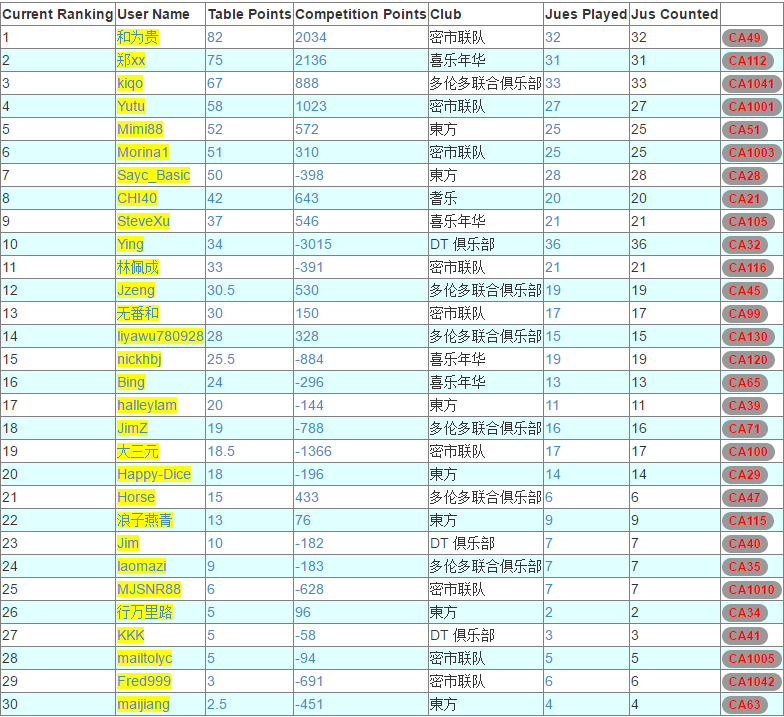 Current Ranking User Name Table Points Competition Points Club Jues Played Jus Counted
1 和为贵 82 2034 密市联队 32 32 CA49
2 郑xx 75 2136 喜乐年华 31 31 CA112
3 kiqo 67 888 多伦多联合俱乐部 33 33 CA1041
4 Yutu 58 1023 密市联队 27 27 CA1001
5 Mimi88 52 572 東方 25 25 CA51
6 Morina1 51 310 密市联队 25 25 CA1003
7 Sayc_Basic 50 -398 東方 28 28 CA28
8 CHI40 42 643 耆乐 20 20 CA21
9 SteveXu 37 546 喜乐年华 21 21 CA105
10 Ying 34 -3015 DT 俱乐部 36 36 CA32
11 林佩成 33 -391 密市联队 21 21 CA116
12 Jzeng 30.5 530 多伦多联合俱乐部 19 19 CA45
13 无番和 30 150 密市联队 17 17 CA99
14 liyawu780928 28 328 多伦多联合俱乐部 15 15 CA130
15 nickhbj 25.5 -884 喜乐年华 19 19 CA120
16 Bing 24 -296 喜乐年华 13 13 CA65
17 halleylam 20 -144 東方 11 11 CA39
18 JimZ 19 -788 多伦多联合俱乐部 16 16 CA71
19 大三元 18.5 -1366 密市联队 17 17 CA100
20 Happy-Dice 18 -196 東方 14 14 CA29
21 Horse 15 433 多伦多联合俱乐部 6 6 CA47
22 浪子燕青 13 76 東方 9 9 CA115
23 Jim 10 -182 DT 俱乐部 7 7 CA40
24 laomazi 9 -183 多伦多联合俱乐部 7 7 CA35
25 MJSNR88 6 -628 密市联队 7 7 CA1010
26 行万里路 5 96 東方 2 2 CA34
27 KKK 5 -58 DT 俱乐部 3 3 CA41
28 mailtolyc 5 -94 密市联队 5 5 CA1005
29 Fred999 3 -691 密市联队 6 6 CA1042
30 maijiang 2.5 -451 東方 4 4 CA63